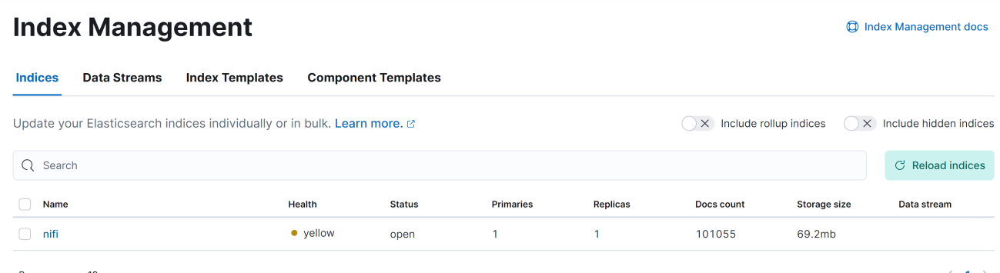 Index Management
Index Management docs
Indices Data Streams Index Templates Component Templates
Update your Elasticsearch indices individually or in bulk. Learn more.
Include rollup indices Include hidden indices
Search
Reload indices
Name Health Status Primaries Replicas Docs count Storage size Data stream
nifi yellow open 1 1 101055 69.2mb